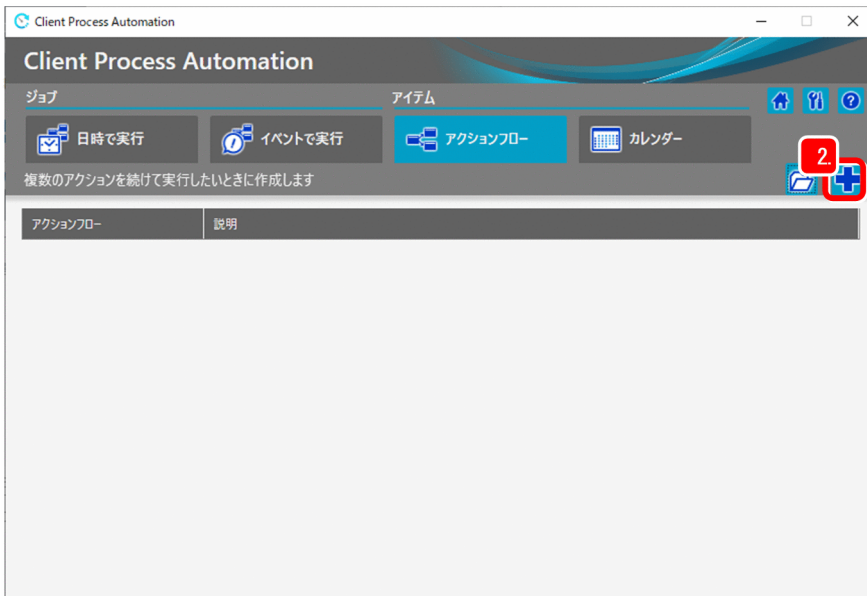 Client Process Automation
Client Process Automation
ジョブ
アイテム
日時で実行
イベントで実行
アクションフロー
カレンダー
複数のアクションを続けて実行したいときに作成します
2.
アクションフロー
説明